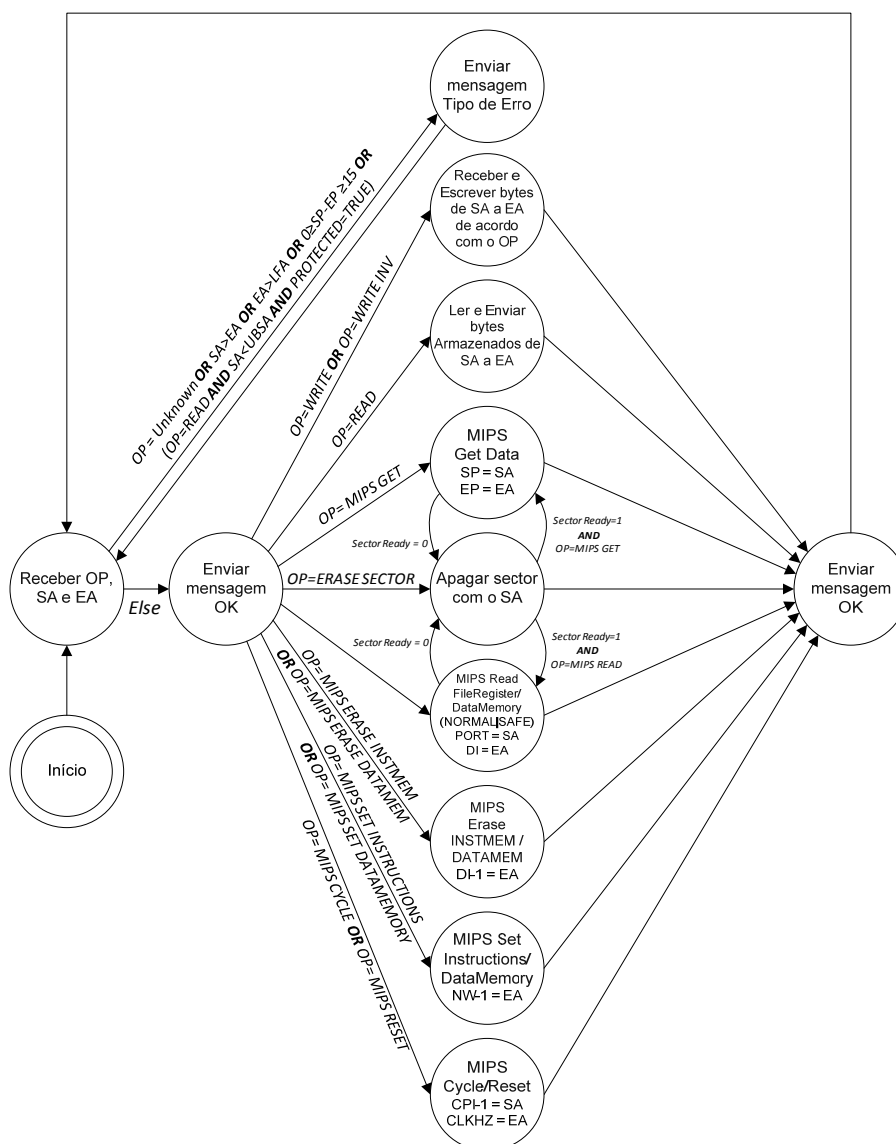 Enviar
mensagem
Tipo de Erro
OP= Unknown OR SA>EA OR EA>LFA OR 0≥SP-EP ≥15 OR
(OP=READ AND SA<UBSA AND PROTECTED=TRUE)
Receber e
Escrever bytes
de SA a EA
de acordo
com o OP
OP=WRITE OR OP=WRITE INV
Ler e Enviar
bytes
Armazenados de
SA a EA
OP=READ
MIPS
Get Data
SP = SA
EP = EA
OP= MIPS GET
Sector Ready = 0
Sector Ready=1
AND
OP=MIPS GET
Receber OP,
SA e EA
Else
Enviar
mensagem
OK
OP=ERASE SECTOR
Apagar sector
com o SA
Enviar
mensagem
OK
Sector Ready = 0
Sector Ready=1
AND
OP=MIPS READ
MIPS Read
FileRegister/
DataMemory
(NORMAL|SAFE)
PORT = SA
DI = EA
Início
OP= MIPS ERASE INSTMEM
OR OP=MIPS ERASE DATAMEM
MIPS
Erase
INSTMEM /
DATAMEM
DI-1 = EA
OP= MIPS SET INSTRUCTIONS
OR OP= MIPS SET DATAMEMORY
MIPS Set
Instructions/
DataMemory
NW-1 = EA
OP= MIPS CYCLE OR OP= MIPS RESET
MIPS
Cycle/Reset
CPI-1 = SA
CLKHZ = EA